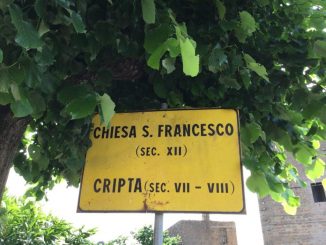 CHIESA S. FRANCESCO
(SEC. XII)
CRIPTA (SEC. VII - VIII)